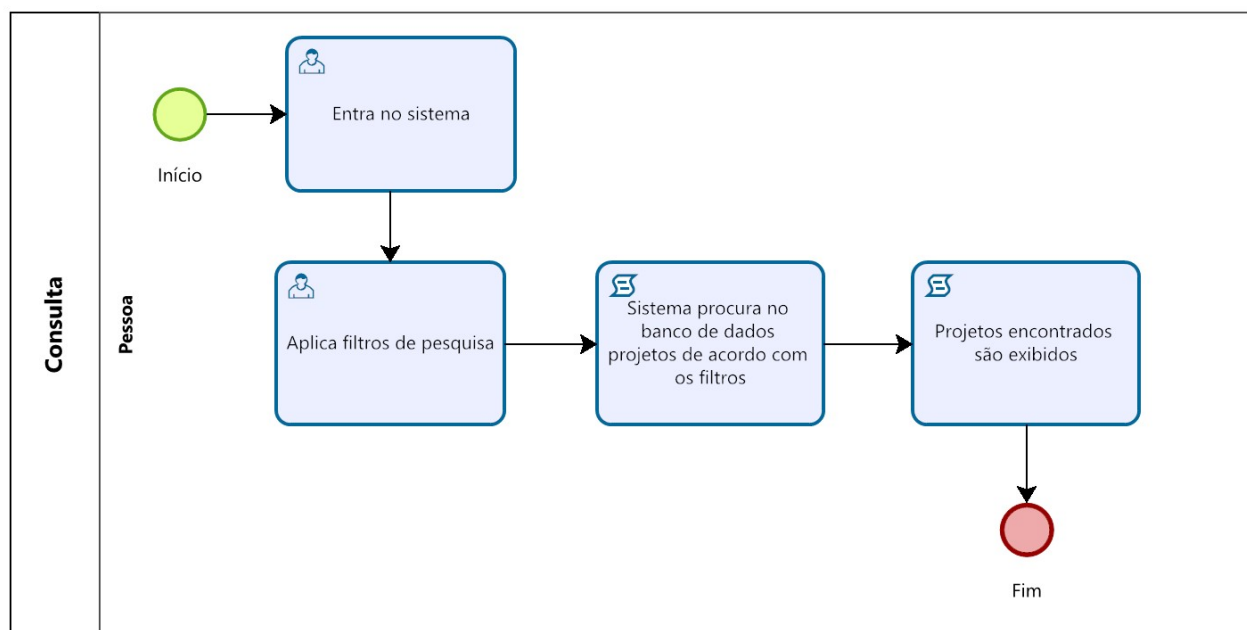 Consulta
Pessoa
Início
Entra no sistema
Aplica filtros de pesquisa
Sistema procura no
banco de dados
projetos de acordo com
os filtros
Projetos encontrados
são exibidos
Fim